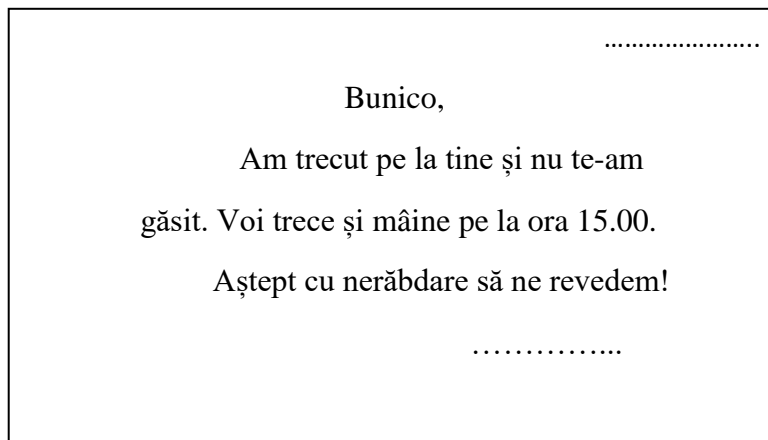 ........................
Bunico,
Am trecut pe la tine și nu te-am
găsit. Voi trece și mâine pe la ora 15.00.
Aștept cu nerăbdare să ne revedem!
…………...